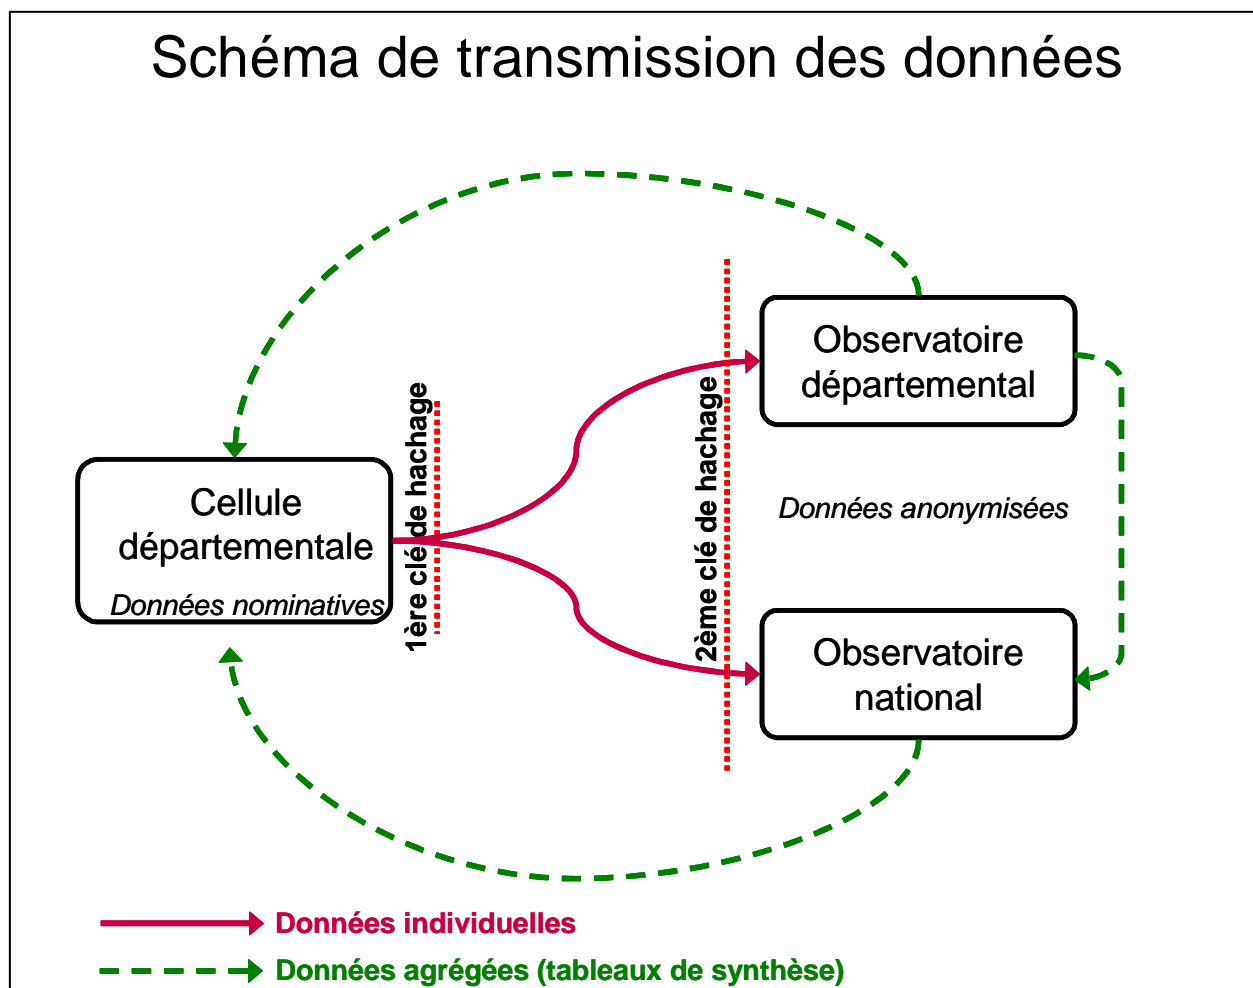 Schéma de transmission des données
Observatoire
départemental
1ère clé de hachage
2ème clé de hachage
Cellule
départementale
Données nominatives
Données anonymisées
Observatoire
national
Données individuelles
Données agrégées (tableaux de synthèse)